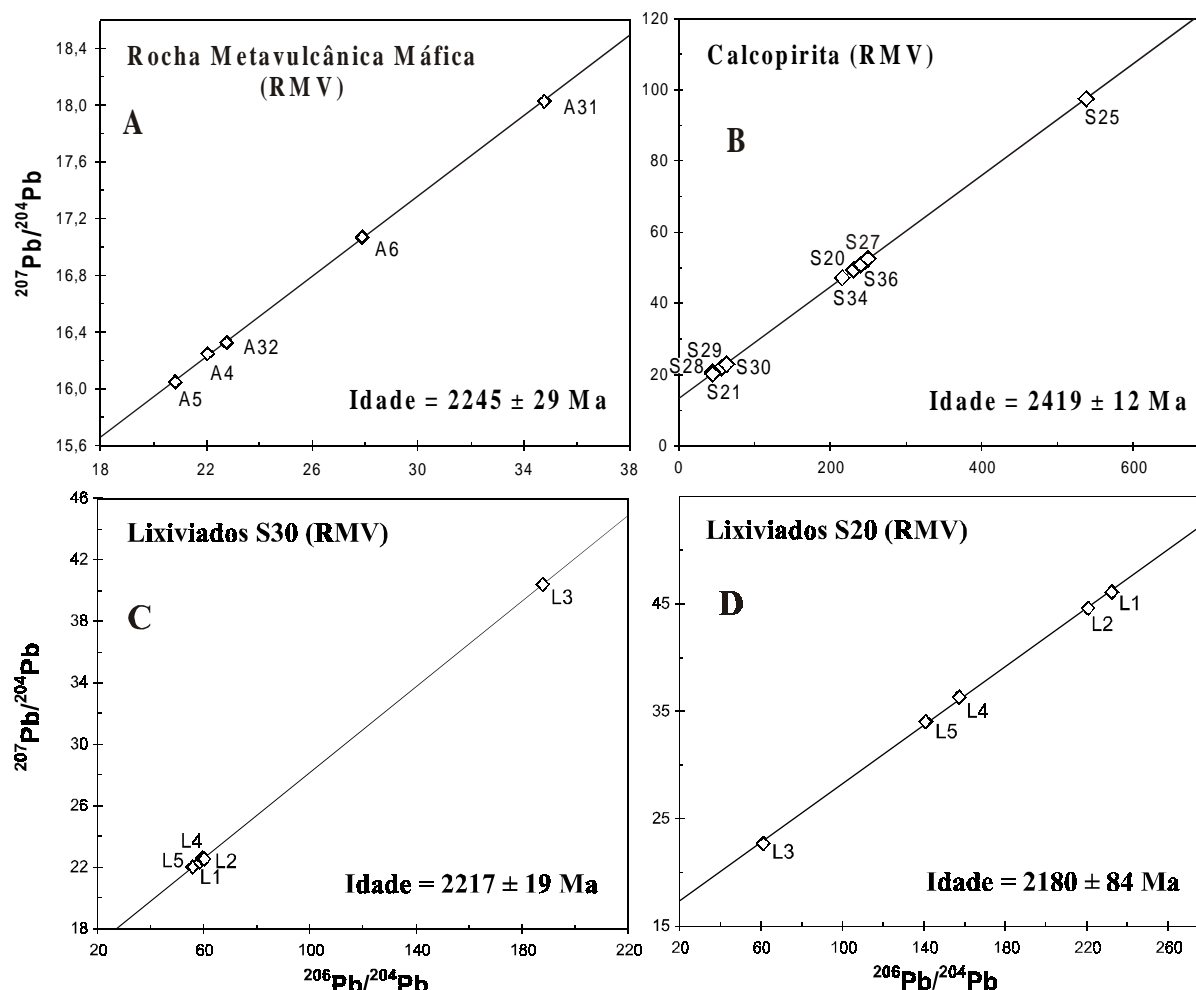 Rocha Metavulcânica Máfica
(RMV)
A
A31
A6
A32
A4
A5
Idade = 2245 ± 29 Ma
18,4
18,0
17,6
17,2
16,8
16,4
16,0
15,6
18 22 26 30 34 38
²⁰⁷Pb/²⁰⁴Pb
Calcopirita (RMV)
B
S25
S27
S20
S36
S34
S29
S28
S30
S21
Idade = 2419 ± 12 Ma
120
100
80
60
40
20
0
0 200 400 600
Lixiviados S30 (RMV)
C
L3
L4
L5
L2
L1
Idade = 2217 ± 19 Ma
46
42
38
34
30
26
22
18
20 60 100 140 180 220
²⁰⁷Pb/²⁰⁴Pb
²⁰⁶Pb/²⁰⁴Pb
Lixiviados S20 (RMV)
D
L1
L2
L4
L5
L3
Idade = 2180 ± 84 Ma
45
35
25
15
20 60 100 140 180 220 260
²⁰⁶Pb/²⁰⁴Pb